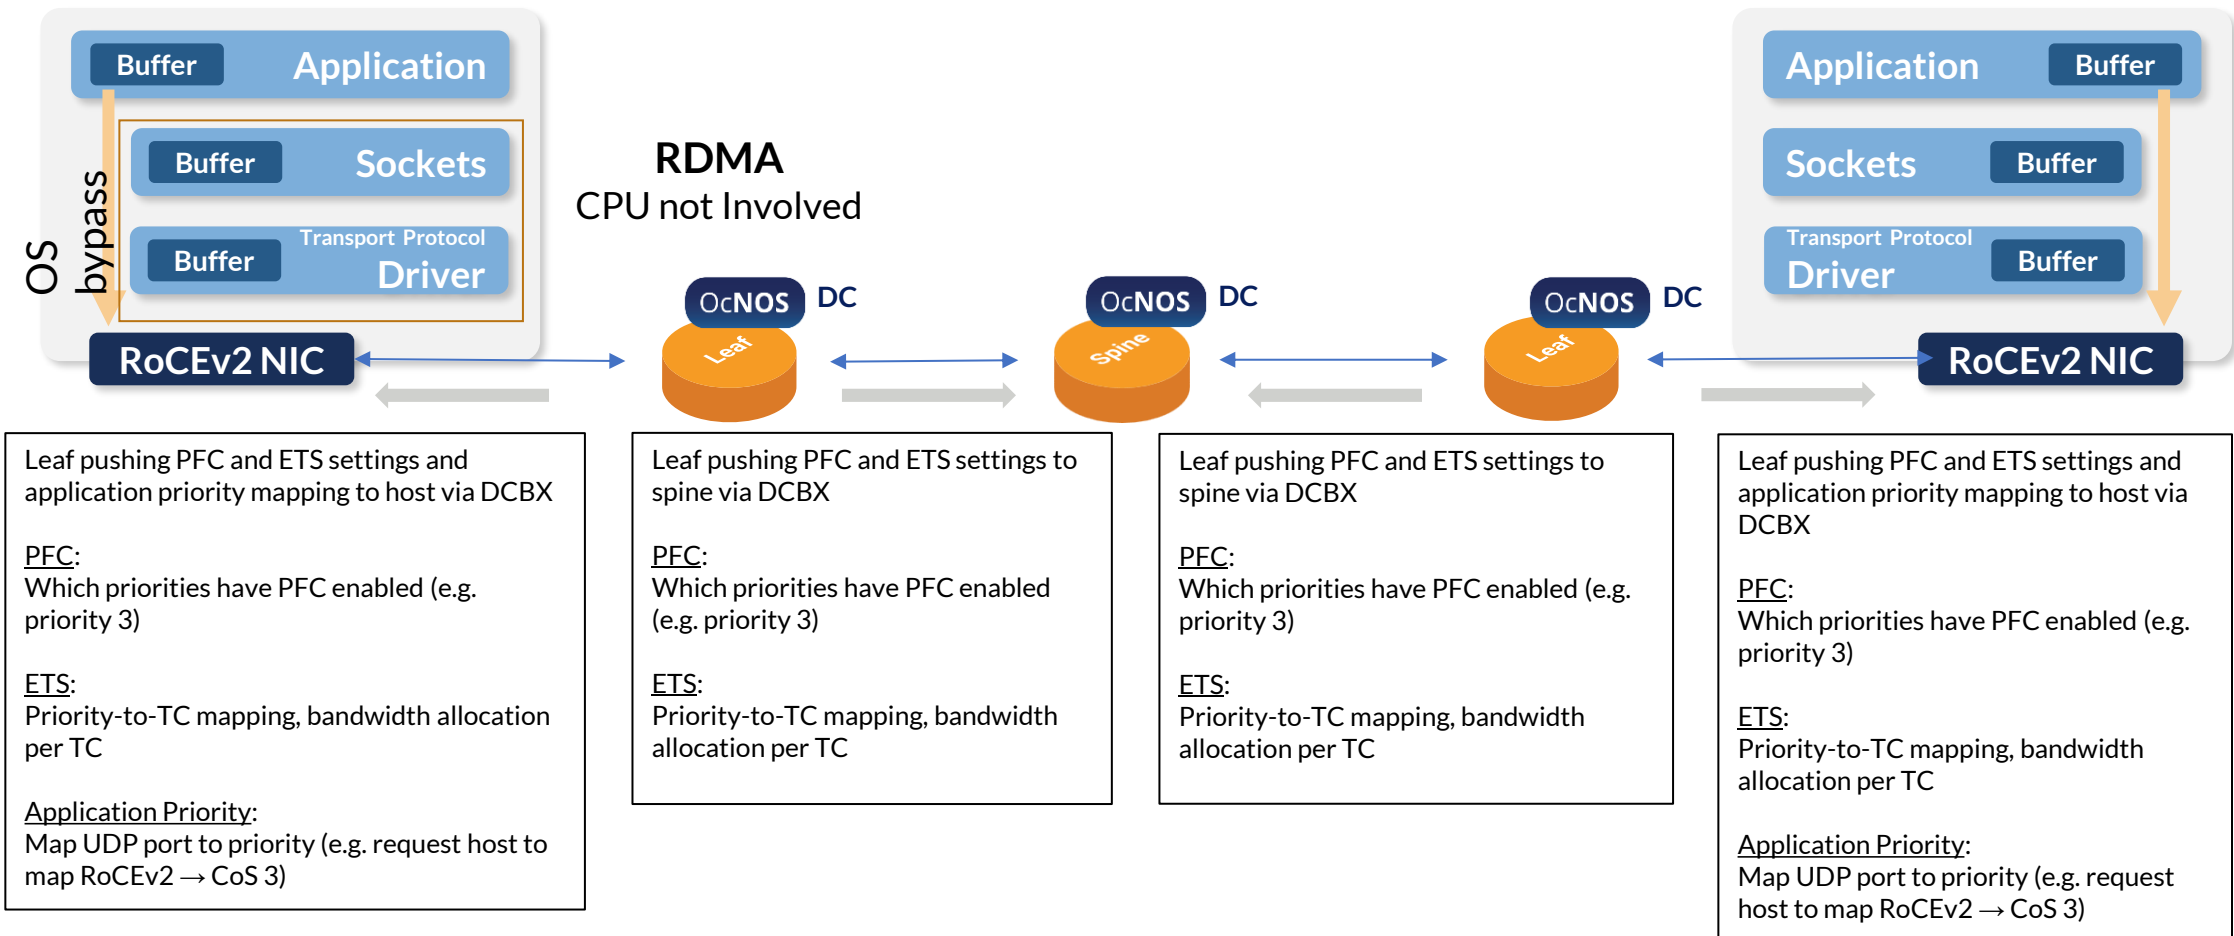 Buffer Application
Buffer Sockets
Transport Protocol
Buffer Driver
OS
bypass
RoCEv2 NIC
RDMA
CPU not Involved
OcNOS DC
Leaf
OcNOS DC
Spine
OcNOS DC
Leaf
Application Buffer
Sockets Buffer
Transport Protocol
Driver Buffer
RoCEv2 NIC
Leaf pushing PFC and ETS settings and
application priority mapping to host via DCBX
PFC:
Which priorities have PFC enabled (e.g.
priority 3)
ETS:
Priority-to-TC mapping, bandwidth allocation
per TC
Application Priority:
Map UDP port to priority (e.g. request host to
map RoCEv2 → CoS 3)
Leaf pushing PFC and ETS settings to
spine via DCBX
PFC:
Which priorities have PFC enabled
(e.g. priority 3)
ETS:
Priority-to-TC mapping, bandwidth
allocation per TC
Leaf pushing PFC and ETS settings to
spine via DCBX
PFC:
Which priorities have PFC enabled (e.g.
priority 3)
ETS:
Priority-to-TC mapping, bandwidth
allocation per TC
Leaf pushing PFC and ETS settings and
application priority mapping to host via
DCBX
PFC:
Which priorities have PFC enabled (e.g.
priority 3)
ETS:
Priority-to-TC mapping, bandwidth
allocation per TC
Application Priority:
Map UDP port to priority (e.g. request
host to map RoCEv2 → CoS 3)